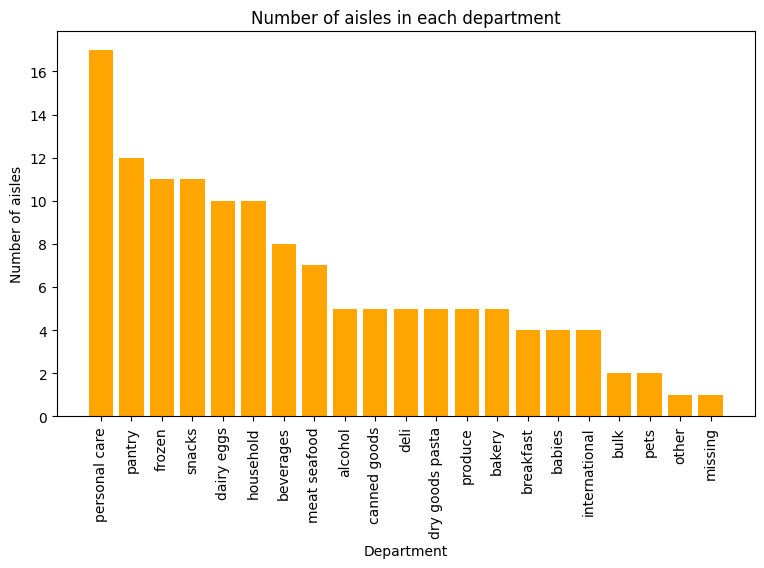 Number of aisles in each department
Number of aisles
16
14
12
10
8
6
4
2
0
personal care
pantry
frozen
snacks
dairy eggs
household
beverages
meat seafood
alcohol
canned goods
deli
dry goods pasta
produce
bakery
breakfast
babies
international
bulk
pets
other
missing
Department